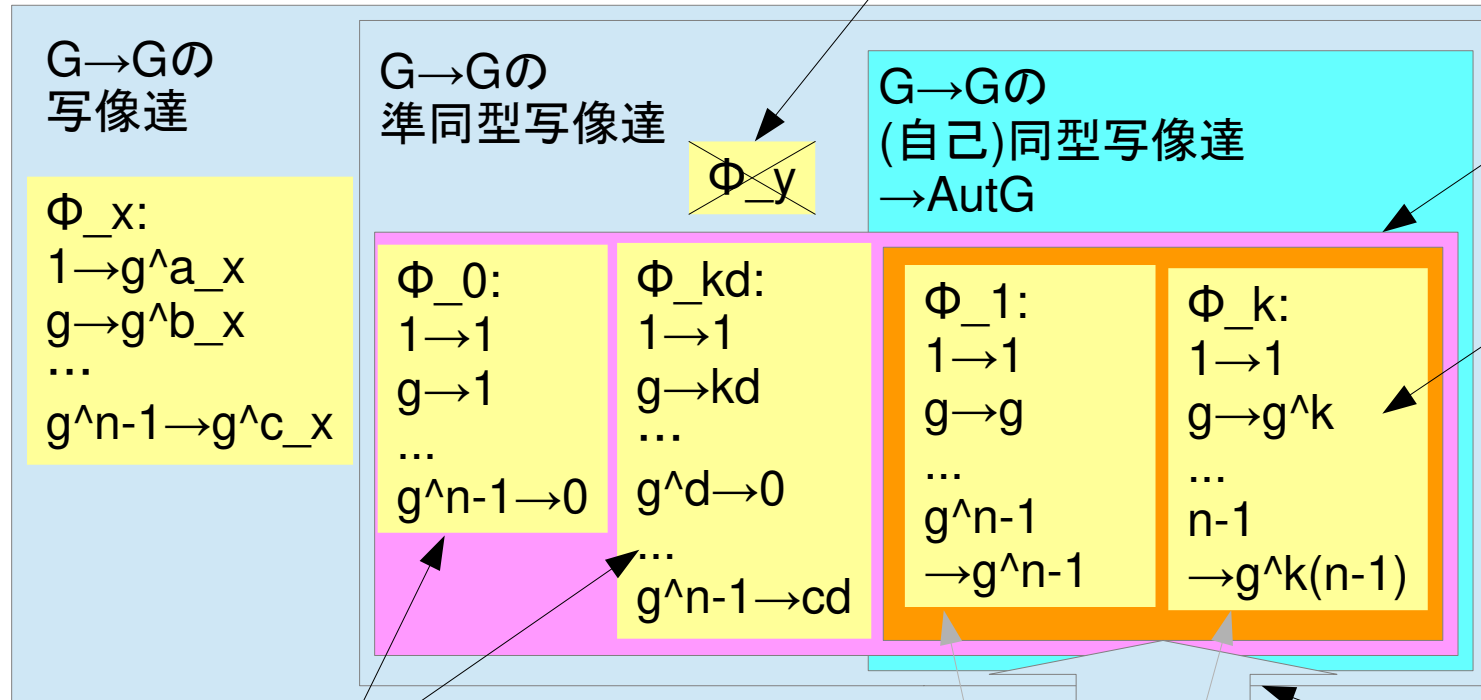 G→Gの
写像達
Φ_x:
1→g^a_x
g→g^b_x
…
g^n-1→g^c_x
G→Gの
準同型写像達
Φ_y
G→Gの
(自己)同型写像達
→AutG
Φ_0:
1→1
g→1
...
g^n-1→0
Φ_kd:
1→1
g→kd
…
g^d→0
...
g^n-1→cd
Φ_1:
1→1
g→g
...
g^n-1
→g^n-1
Φ_k:
1→1
g→g^k
...
n-1
→g^k(n-1)